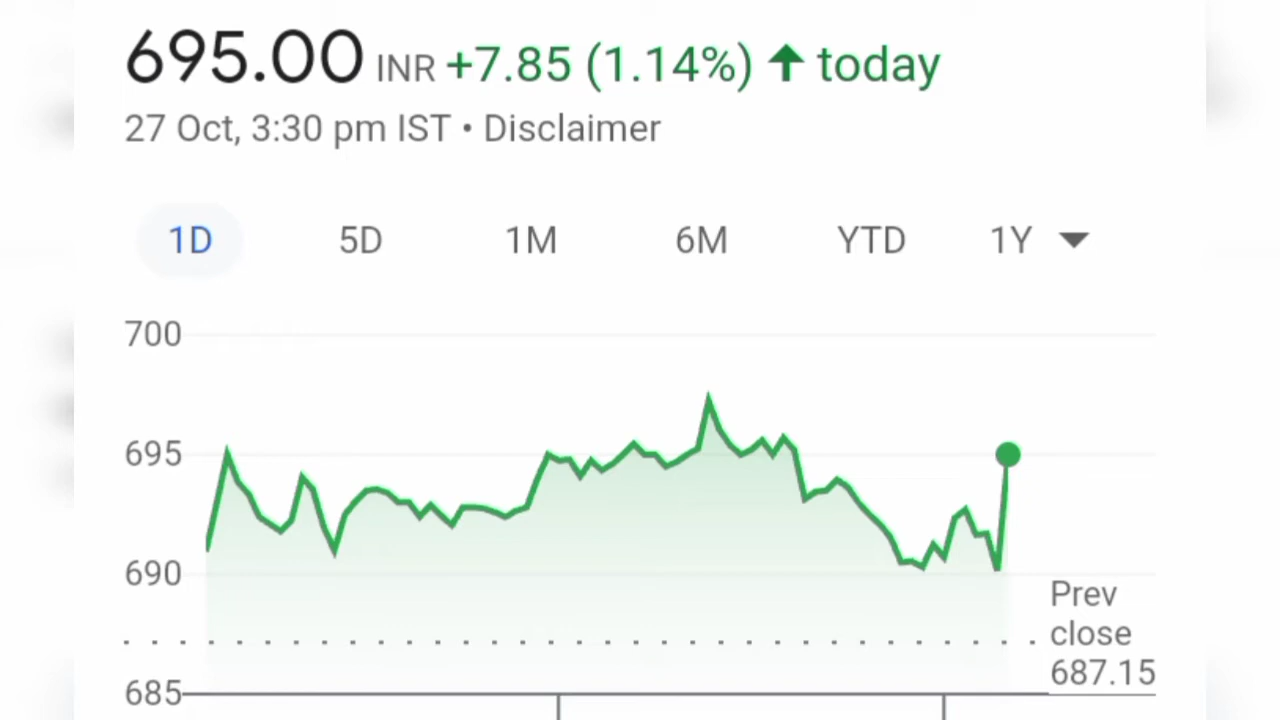 695.00 INR +7.85 (1.14%) ↑ today
27 Oct, 3:30 pm IST • Disclaimer
1D 5D 1M 6M YTD 1Y
700
695
690
Prev
close
687.15
685